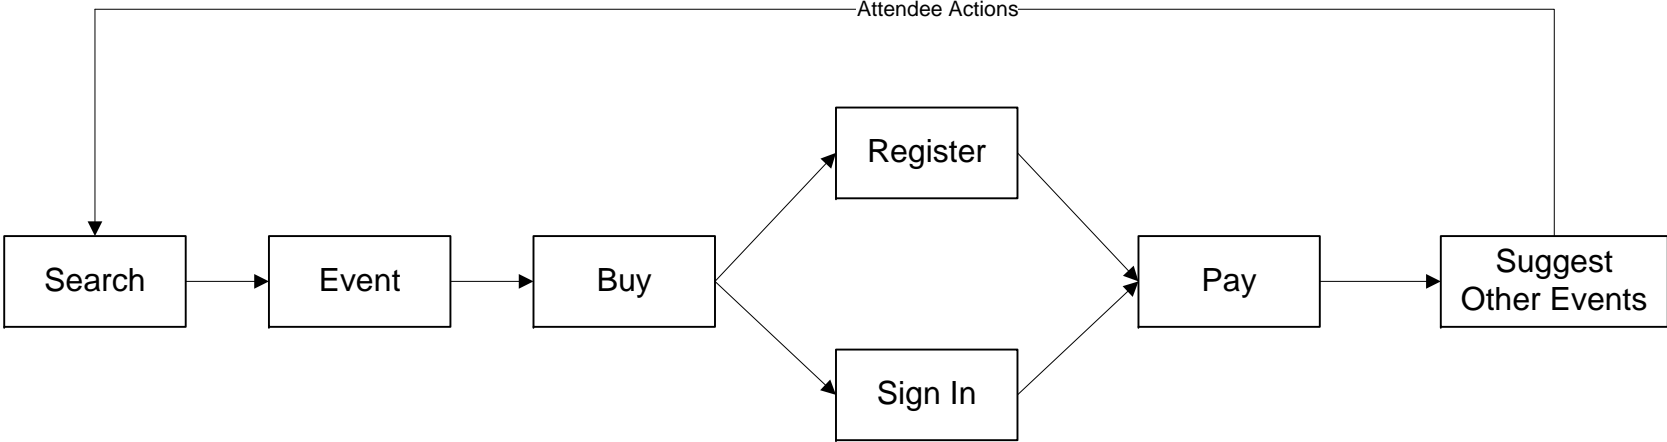 Attendee Actions
Register
Search
Event
Buy
Pay
Suggest
Other Events
Sign In